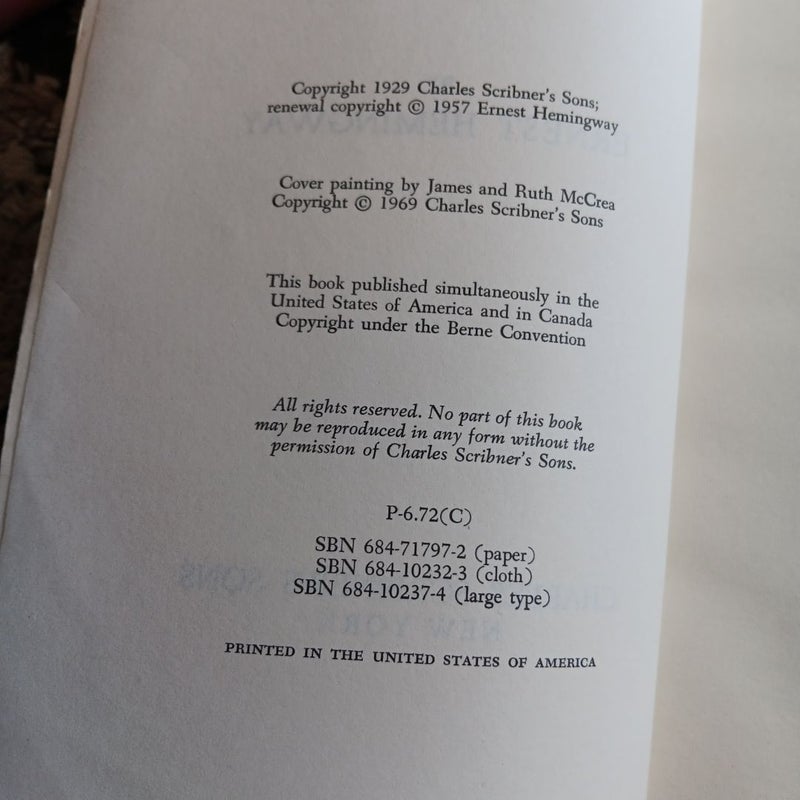 Copyright 1929 Charles Scribner's Sons;
renewal copyright © 1957 Ernest Hemingway
Cover painting by James and Ruth McCrea
Copyright © 1969 Charles Scribner's Sons
This book published simultaneously in the
United States of America and in Canada
Copyright under the Berne Convention
All rights reserved. No part of this book
may be reproduced in any form without the
permission of Charles Scribner's Sons.
P-6.72(C)
SBN 684-71797-2 (paper)
SBN 684-10232-3 (cloth)
SBN 684-10237-4 (large type)
PRINTED IN THE UNITED STATES OF AMERICA